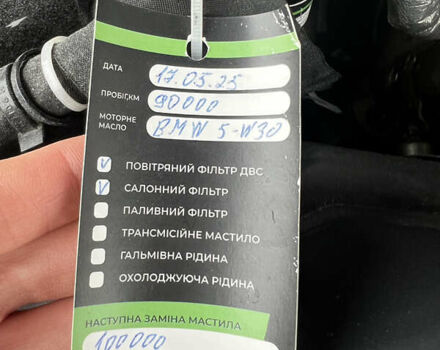 ДАТА 17.05.25
ПРОБІГ,КМ 90000
МОТОРНЕ
МАСЛО BMW 5-W30
ПОВІТРЯНИЙ ФІЛЬТР ДВС
САЛОННИЙ ФІЛЬТР
ПАЛИВНИЙ ФІЛЬТР
ТРАНСМІСІЙНЕ МАСТИЛО
ГАЛЬМІВНА РІДИНА
ОХОЛОДЖУЮЧА РІДИНА
НАСТУПНА ЗАМІНА МАСТИЛА
100000